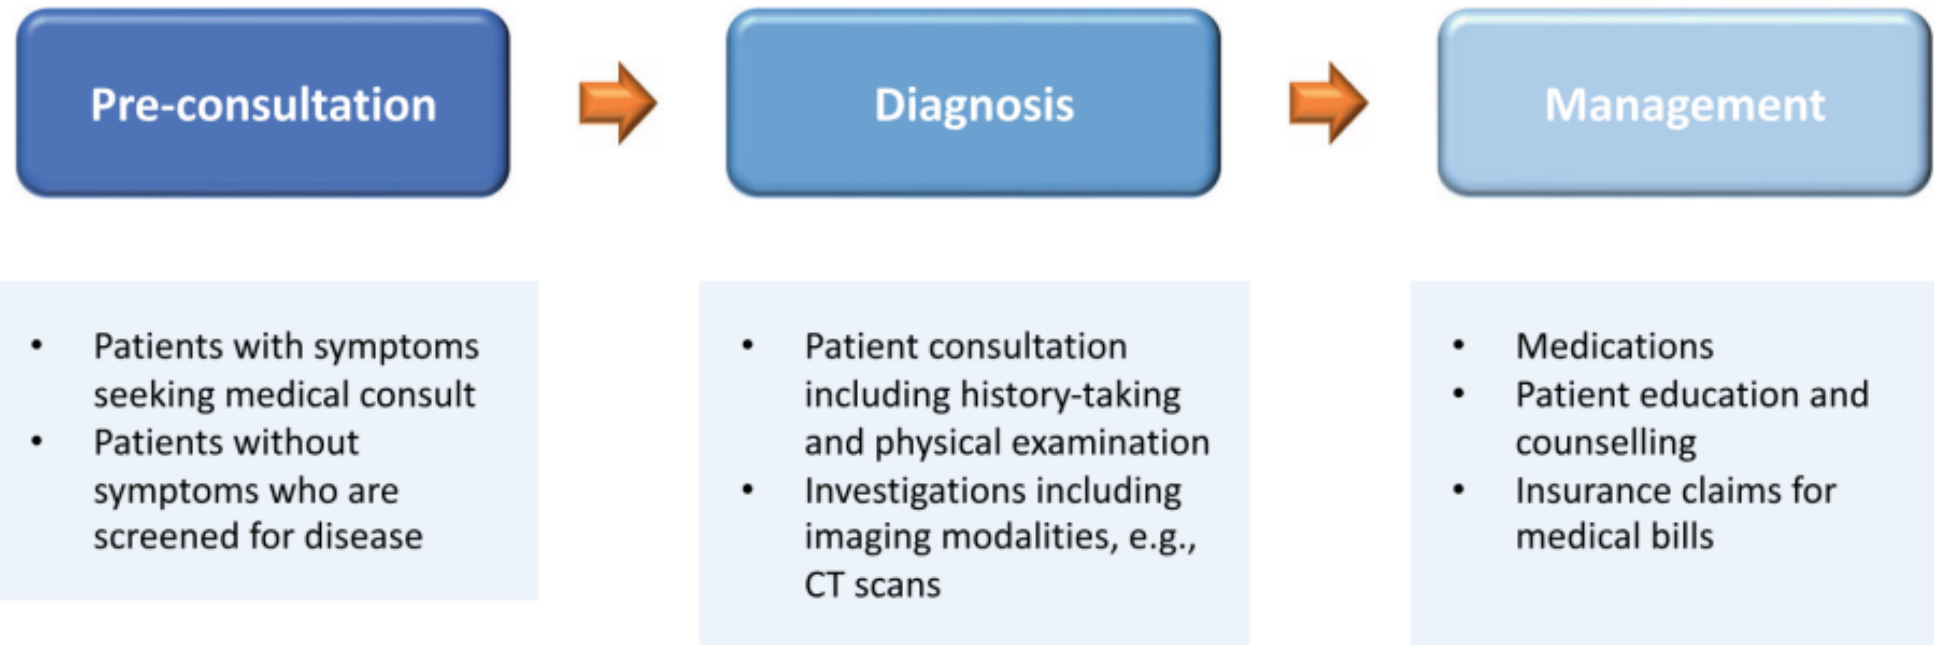 Pre-consultation
Diagnosis
Management
• Patients with symptoms
seeking medical consult
• Patients without
symptoms who are
screened for disease
• Patient consultation
including history-taking
and physical examination
• Investigations including
imaging modalities, e.g.,
CT scans
• Medications
• Patient education and
counselling
• Insurance claims for
medical bills